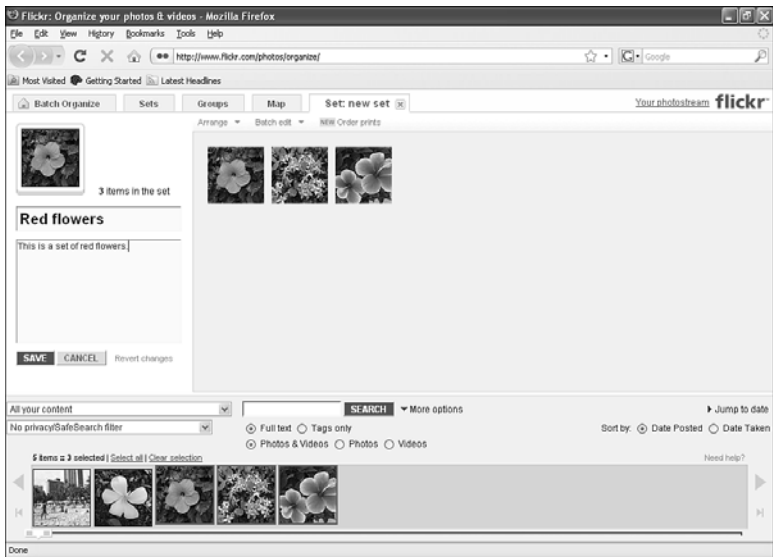 Flickr: Organize your photos & videos - Mozilla Firefox
File Edit View History Bookmarks Tools Help
http://www.flickr.com/photos/organize/ Google
Most Visited Getting Started Latest Headlines
Batch Organize Sets Groups Map Set: new set Your photostream flickr
Arrange Batch edit NEW Order prints
3 items in the set
Red flowers
This is a set of red flowers.
SAVE CANCEL Revert changes
All your content SEARCH More options Jump to date
No privacy/SafeSearch filter Full text Tags only Sort by: Date Posted Date Taken
Photos & Videos Photos Videos
5 items :: 3 selected | Select all | Clear selection Need help?
Done